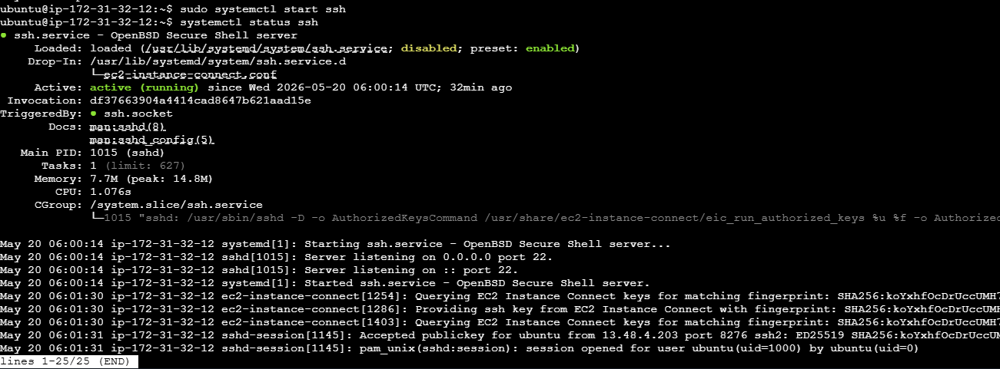 ubuntu@ip-172-31-32-12:~$ sudo systemctl start ssh
ubuntu@ip-172-31-32-12:~$ systemctl status ssh
● ssh.service - OpenBSD Secure Shell server
     Loaded: loaded (/usr/lib/systemd/system/ssh.service; disabled; preset: enabled)
    Drop-In: /usr/lib/systemd/system/ssh.service.d
             └─ec2-instance-connect.conf
     Active: active (running) since Wed 2026-05-20 06:00:14 UTC; 32min ago
 Invocation: df37663904a4414cad8647b621aad15e
TriggeredBy: ● ssh.socket
       Docs: man:sshd(8)
             man:sshd_config(5)
   Main PID: 1015 (sshd)
      Tasks: 1 (limit: 627)
     Memory: 7.7M (peak: 14.8M)
        CPU: 1.076s
     CGroup: /system.slice/ssh.service
             └─1015 "sshd: /usr/sbin/sshd -D -o AuthorizedKeysCommand /usr/share/ec2-instance-connect/eic_run_authorized_keys %u %f -o Authorized
May 20 06:00:14 ip-172-31-32-12 systemd[1]: Starting ssh.service - OpenBSD Secure Shell server...
May 20 06:00:14 ip-172-31-32-12 sshd[1015]: Server listening on 0.0.0.0 port 22.
May 20 06:00:14 ip-172-31-32-12 sshd[1015]: Server listening on :: port 22.
May 20 06:00:14 ip-172-31-32-12 systemd[1]: Started ssh.service - OpenBSD Secure Shell server.
May 20 06:01:30 ip-172-31-32-12 ec2-instance-connect[1254]: Querying EC2 Instance Connect keys for matching fingerprint: SHA256:koYxhfOcDrUccUMH7
May 20 06:01:30 ip-172-31-32-12 ec2-instance-connect[1286]: Providing ssh key from EC2 Instance Connect with fingerprint: SHA256:koYxhfOcDrUccUMH
May 20 06:01:30 ip-172-31-32-12 ec2-instance-connect[1403]: Querying EC2 Instance Connect keys for matching fingerprint: SHA256:koYxhfOcDrUccUMH7
May 20 06:01:31 ip-172-31-32-12 sshd-session[1145]: Accepted publickey for ubuntu from 13.48.4.203 port 8276 ssh2: ED25519 SHA256:koYxhfOcDrUccUM
May 20 06:01:31 ip-172-31-32-12 sshd-session[1145]: pam_unix(sshd:session): session opened for user ubuntu(uid=1000) by ubuntu(uid=0)
lines 1-25/25 (END)